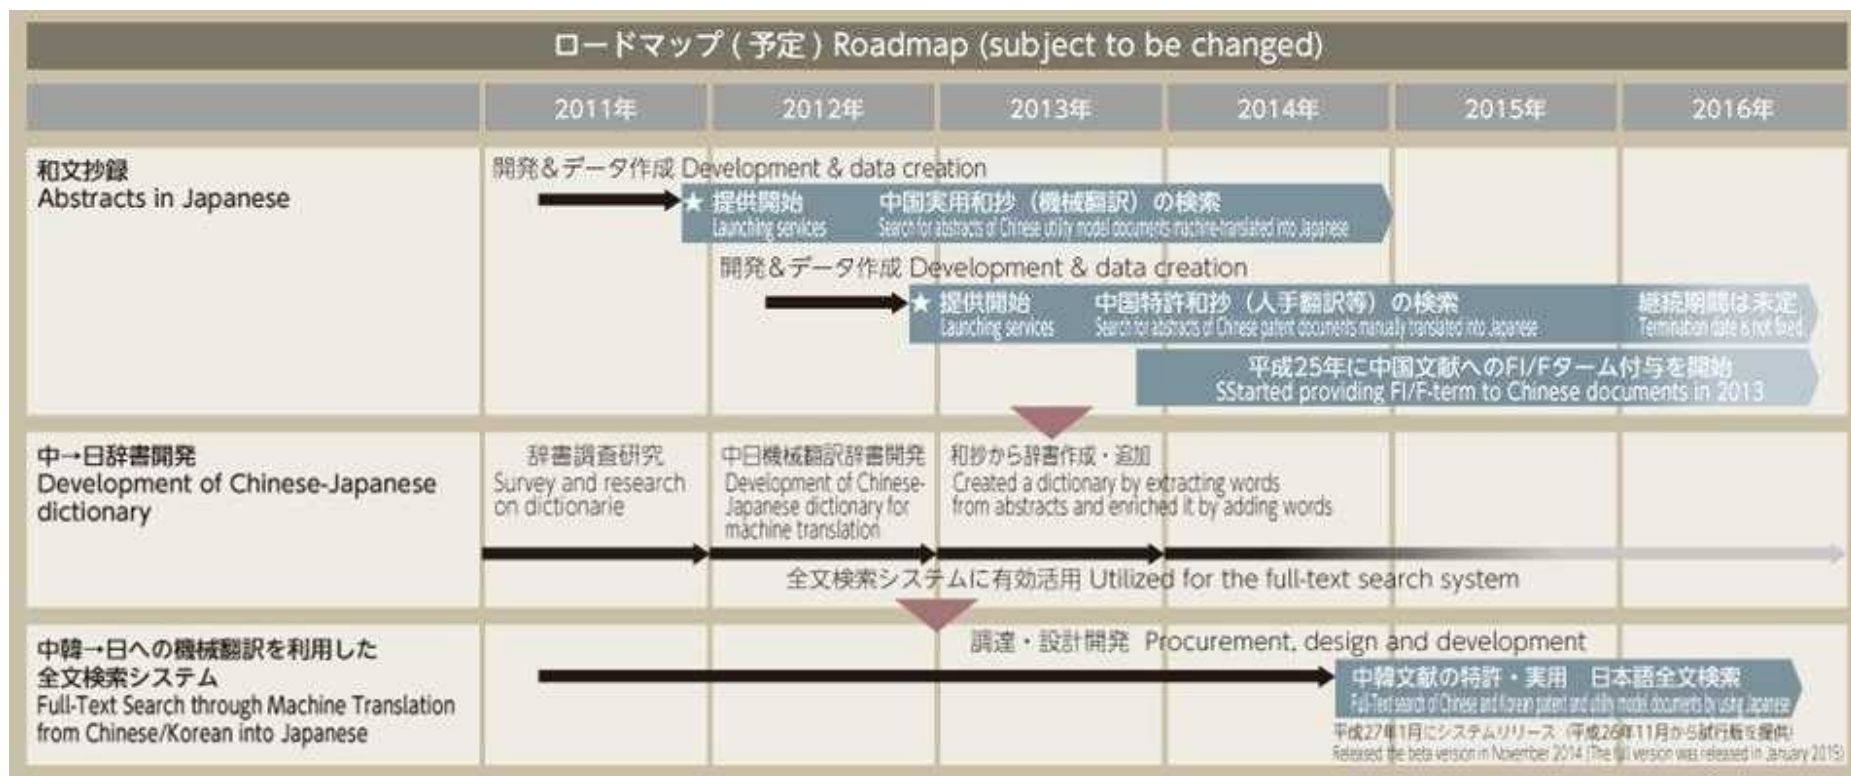 ロードマップ ( 予定 ) Roadmap (subject to be changed)
2011年 2012年 2013年 2014年 2015年 2016年
和文抄録
Abstracts in Japanese
開発＆データ作成 Development & data creation
★ 提供開始 中国実用和抄（機械翻訳）の検索
Launching services Search for abstracts of Chinese utility model documents machine-translated into Japanese
開発＆データ作成 Development & data creation
★ 提供開始 中国特許和抄（人手翻訳等）の検索 継続期間は未定
Launching services Search for abstracts of Chinese patent documents manually translated into Japanese Termination date is not fixed
平成25年に中国文献へのFI/Fターム付与を開始
SStarted providing FI/F-term to Chinese documents in 2013
中→日辞書開発
Development of Chinese-Japanese
dictionary
辞書調査研究
Survey and research
on dictionarie
中日機械翻訳辞書開発
Development of Chinese-
Japanese dictionary for
machine translation
和抄から辞書作成・追加
Created a dictionary by extracting words
from abstracts and enriched it by adding words
全文検索システムに有効活用 Utilized for the full-text search system
中韓→日への機械翻訳を利用した
全文検索システム
Full-Text Search through Machine Translation
from Chinese/Korean into Japanese
調達・設計開発 Procurement, design and development
中韓文献の特許・実用 日本語全文検索
Full-Text search of Chinese and Korean patent and utility model documents by using Japanese
平成27年1月にシステムリリース（平成26年11月から試行版を提供）
Released the beta version in November 2014 (The full version was released in January 2015)